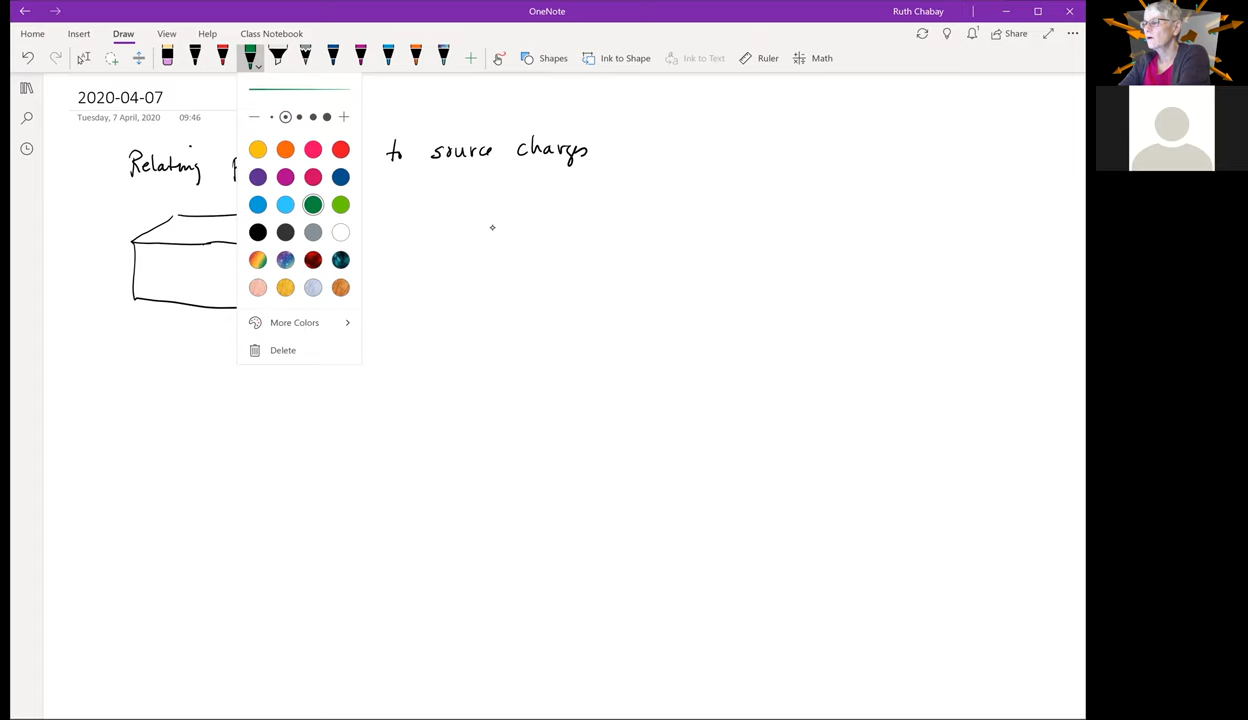 OneNote
Ruth Chabay
Home Insert Draw View Help Class Notebook
Share
Shapes Ink to Shape Ink to Text Ruler Math
2020-04-07
Tuesday, 7 April, 2020 09:46
Relating to source charges
More Colors
Delete